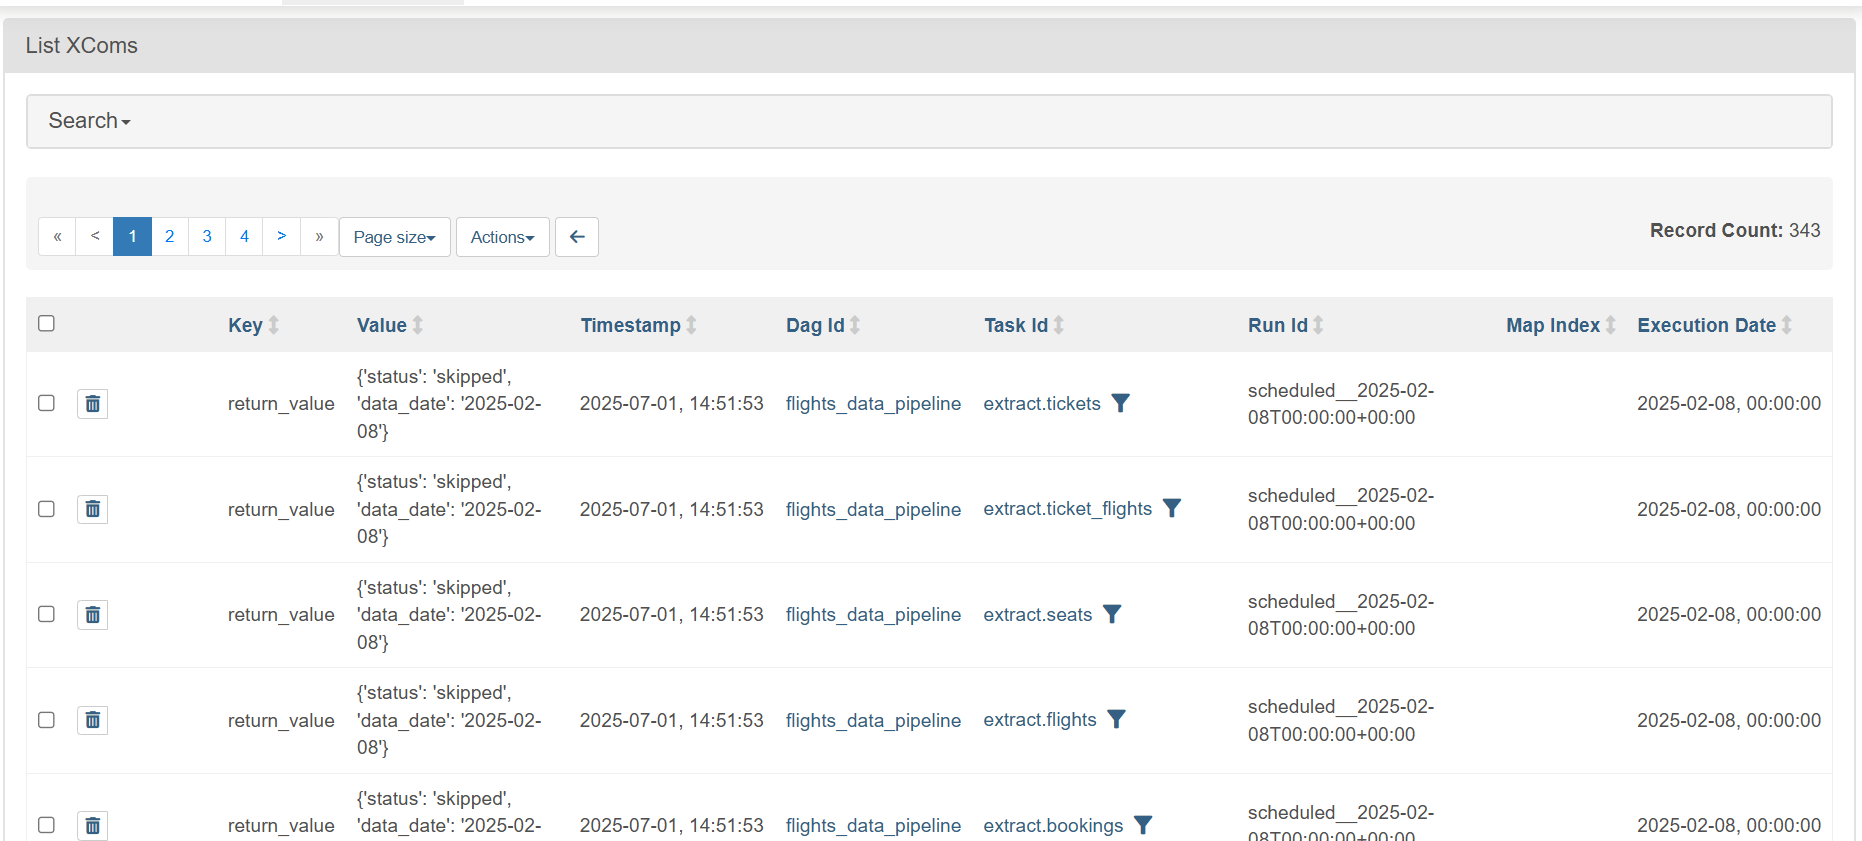 List XComs
Search
« < 1 2 3 4 > » Page size Actions
Record Count: 343
Key Value Timestamp Dag Id Task Id Run Id Map Index Execution Date
return_value {'status': 'skipped', 'data_date': '2025-02-08'} 2025-07-01, 14:51:53 flights_data_pipeline extract.tickets scheduled__2025-02-08T00:00:00+00:00 2025-02-08, 00:00:00
return_value {'status': 'skipped', 'data_date': '2025-02-08'} 2025-07-01, 14:51:53 flights_data_pipeline extract.ticket_flights scheduled__2025-02-08T00:00:00+00:00 2025-02-08, 00:00:00
return_value {'status': 'skipped', 'data_date': '2025-02-08'} 2025-07-01, 14:51:53 flights_data_pipeline extract.seats scheduled__2025-02-08T00:00:00+00:00 2025-02-08, 00:00:00
return_value {'status': 'skipped', 'data_date': '2025-02-08'} 2025-07-01, 14:51:53 flights_data_pipeline extract.flights scheduled__2025-02-08T00:00:00+00:00 2025-02-08, 00:00:00
return_value {'status': 'skipped', 'data_date': '2025-02- 2025-07-01, 14:51:53 flights_data_pipeline extract.bookings scheduled__2025-02-08T00:00:00+00:00 2025-02-08, 00:00:00